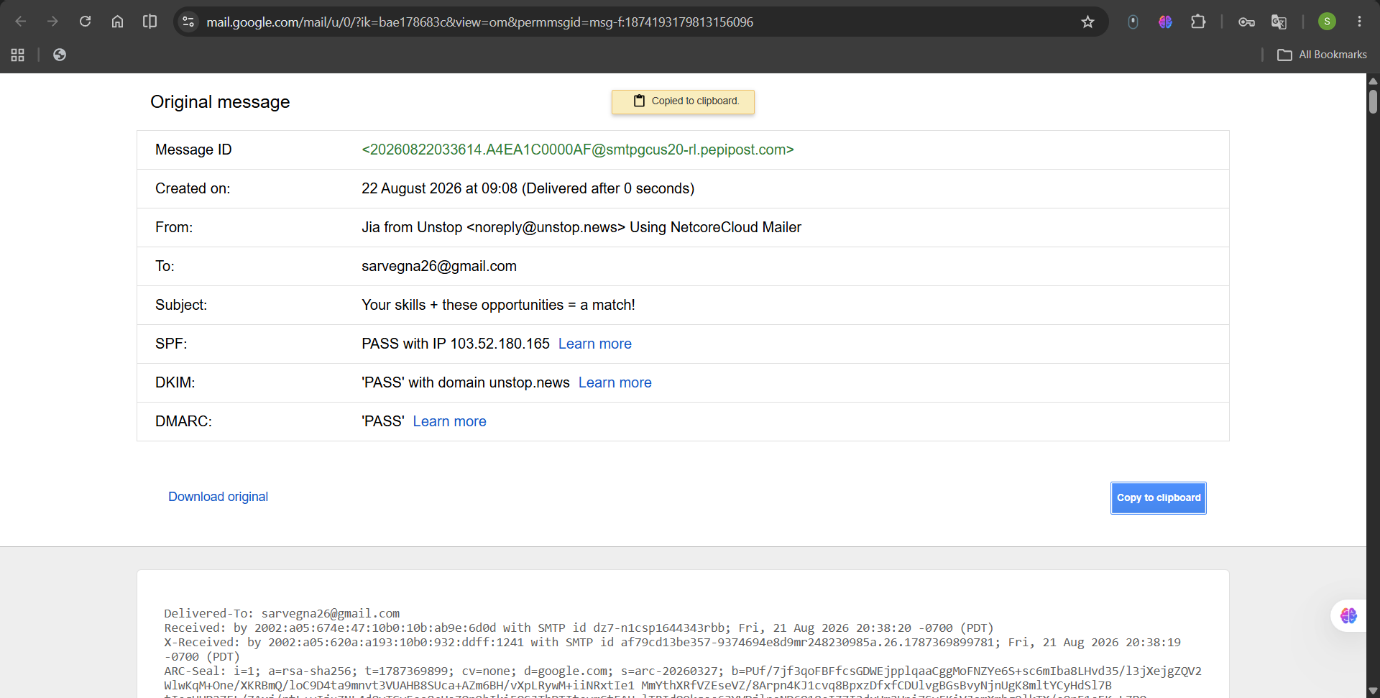 mail.google.com/mail/u/0/?ik=bae178683c&view=om&permmsgid=msg-f:1874193179813156096
S
All Bookmarks
Original message
Copied to clipboard.
Message ID <20260822033614.A4EA1C0000AF@smtpgcus20-rl.pepipost.com>
Created on: 22 August 2026 at 09:08 (Delivered after 0 seconds)
From: Jia from Unstop <noreply@unstop.news> Using NetcoreCloud Mailer
To: sarvegna26@gmail.com
Subject: Your skills + these opportunities = a match!
SPF: PASS with IP 103.52.180.165 Learn more
DKIM: 'PASS' with domain unstop.news Learn more
DMARC: 'PASS' Learn more
Download original
Copy to clipboard
Delivered-To: sarvegna26@gmail.com
Received: by 2002:a05:674e:47:10b0:10b:ab9e:6d0d with SMTP id dz7-n1csp1644343rbb; Fri, 21 Aug 2026 20:38:20 -0700 (PDT)
X-Received: by 2002:a05:620a:a193:10b0:932:ddff:1241 with SMTP id af79cd13be357-9374694e8d9mr248230985a.26.1787369899781; Fri, 21 Aug 2026 20:38:19
-0700 (PDT)
ARC-Seal: i=1; a=rsa-sha256; t=1787369899; cv=none; d=google.com; s=arc-20260327; b=PUf/7jf3qoFBFfcsGDWEjpplqaaCggMoFNZYe6S+sc6mIba8LHvd35/l3jXejgZQV2
WlwKqM+One/XKRBmQ/loC9D4ta9mnvt3VUAHB8SUca+AZm6BH/vXpLRywM+iiNRxtIe1 MmYthXRfVZEseVZ/8Arpn4KJ1cvq8BpxzDfxfCDUlvgBGsBvyNjnUgK8mltYCyHdSl7B